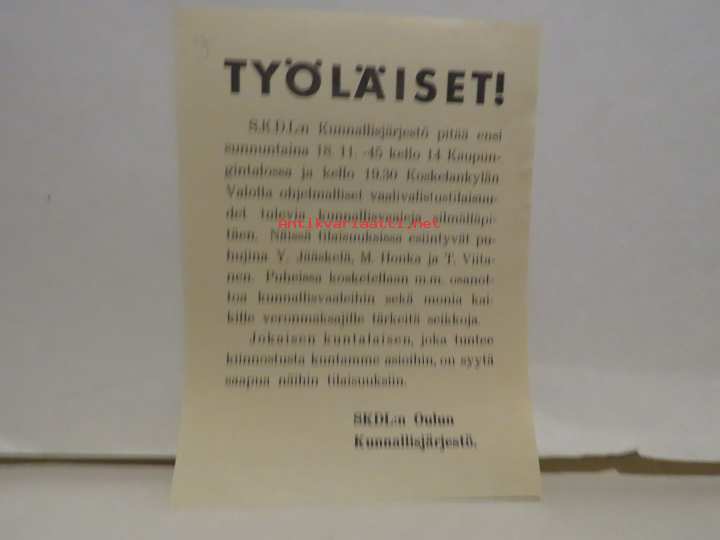 TYÖLÄISET!
S.K.D.L:n Kunnallisjärjestö pitää ensi
sunnuntaina 18. 11. -45 kello 14 Kaupun-
gintalossa ja kello 19.30 Koskelankylän
Valolla ohjelmalliset vaalivalistustilaisuu-
det tulevia kunnallisvaaleja silmälläpi-
Antikvariaatti.net
täen. Näissä tilaisuuksissa esiintyvät pu-
hujina Y. Jääskelä, M. Honka ja T. Viita-
nen. Puheissa kosketellaan m.m. osanot-
toa kunnallisvaaleihin sekä monia kai-
kille veronmaksajille tärkeitä seikkoja.
Jokaisen kuntalaisen, joka tuntee
kiinnostusta kuntamme asioihin, on syytä
saapua näihin tilaisuuksiin.
SKDL:n Oulun
Kunnallisjärjestö.